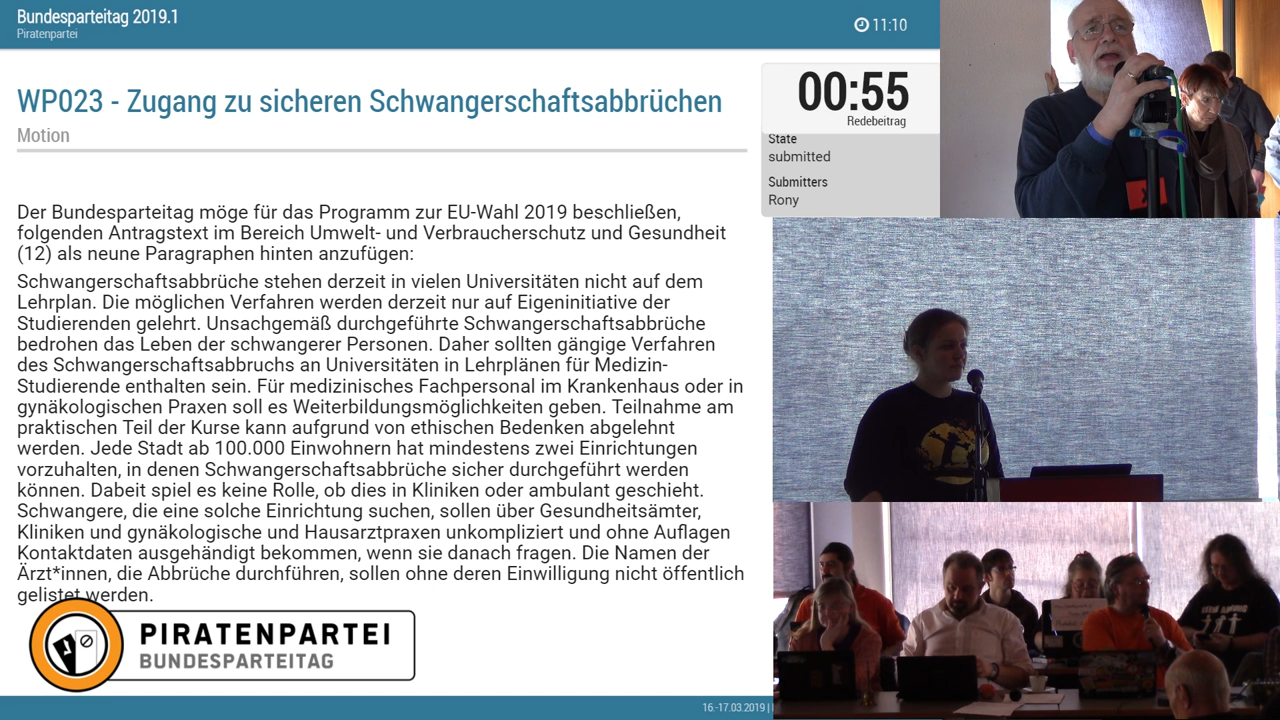 Bundesparteitag 2019.1
Piratenpartei
11:10
WP023 - Zugang zu sicheren Schwangerschaftsabbrüchen
Motion
00:55
Redebeitrag
State
submitted
Submitters
Rony
Der Bundesparteitag möge für das Programm zur EU-Wahl 2019 beschließen,
folgenden Antragstext im Bereich Umwelt- und Verbraucherschutz und Gesundheit
(12) als neune Paragraphen hinten anzufügen:
Schwangerschaftsabbrüche stehen derzeit in vielen Universitäten nicht auf dem
Lehrplan. Die möglichen Verfahren werden derzeit nur auf Eigeninitiative der
Studierenden gelehrt. Unsachgemäß durchgeführte Schwangerschaftsabbrüche
bedrohen das Leben der schwangerer Personen. Daher sollten gängige Verfahren
des Schwangerschaftsabbruchs an Universitäten in Lehrplänen für Medizin-
Studierende enthalten sein. Für medizinisches Fachpersonal im Krankenhaus oder in
gynäkologischen Praxen soll es Weiterbildungsmöglichkeiten geben. Teilnahme am
praktischen Teil der Kurse kann aufgrund von ethischen Bedenken abgelehnt
werden. Jede Stadt ab 100.000 Einwohnern hat mindestens zwei Einrichtungen
vorzuhalten, in denen Schwangerschaftsabbrüche sicher durchgeführt werden
können. Dabeit spiel es keine Rolle, ob dies in Kliniken oder ambulant geschieht.
Schwangere, die eine solche Einrichtung suchen, sollen über Gesundheitsämter,
Kliniken und gynäkologische und Hausarztpraxen unkompliziert und ohne Auflagen
Kontaktdaten ausgehändigt bekommen, wenn sie danach fragen. Die Namen der
Ärzt*innen, die Abbrüche durchführen, sollen ohne deren Einwilligung nicht öffentlich
gelistet werden.
PIRATENPARTEI
BUNDESPARTEITAG
16.-17.03.2019 |